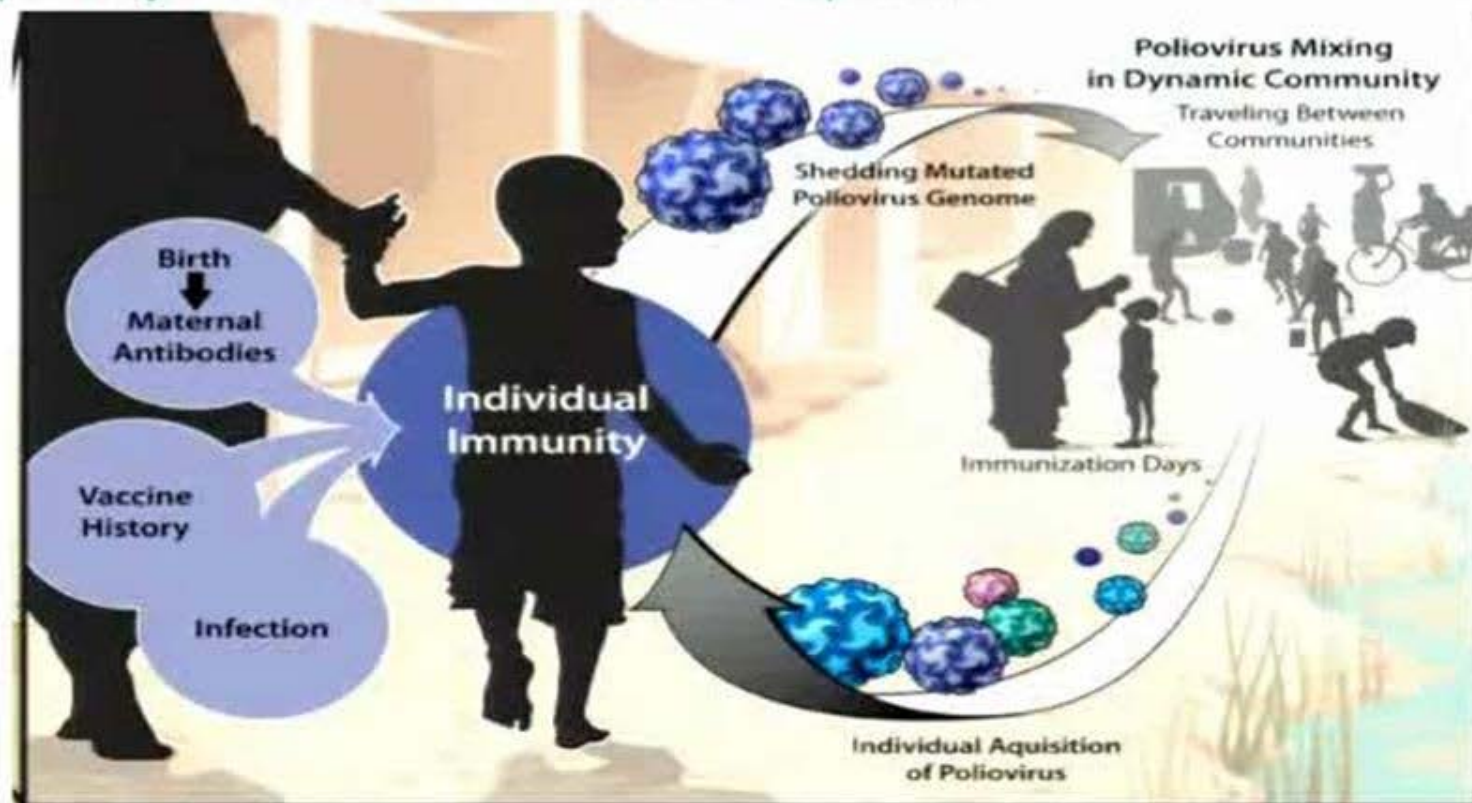 Poliovirus Mixing
in Dynamic Community
Traveling Between
Communities
Shedding Mutated
Poliovirus Genome
Birth
Maternal
Antibodies
Individual
Immunity
Vaccine
History
Infection
Immunization Days
Individual Aquisition
of Poliovirus